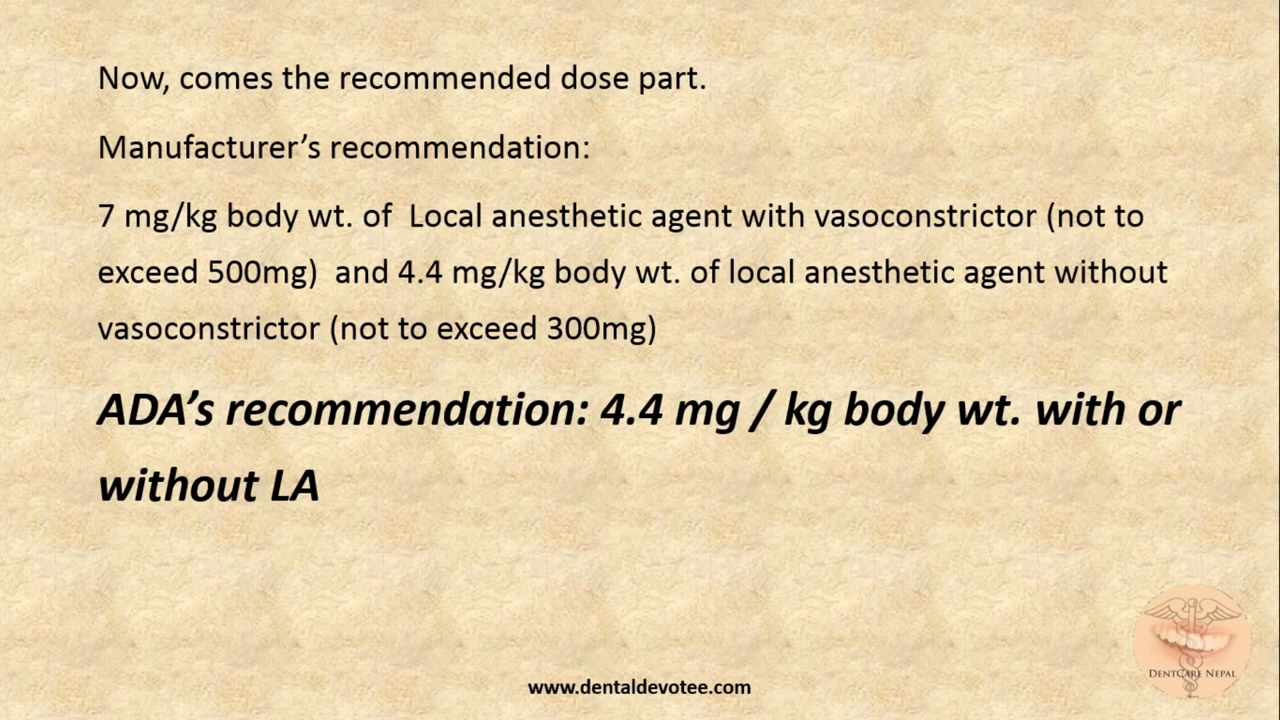 Now, comes the recommended dose part.
Manufacturer’s recommendation:
7 mg/kg body wt. of  Local anesthetic agent with vasoconstrictor (not to
exceed 500mg)  and 4.4 mg/kg body wt. of local anesthetic agent without
vasoconstrictor (not to exceed 300mg)
ADA’s recommendation: 4.4 mg / kg body wt. with or
without LA
DENTCARE NEPAL
www.dentaldevotee.com